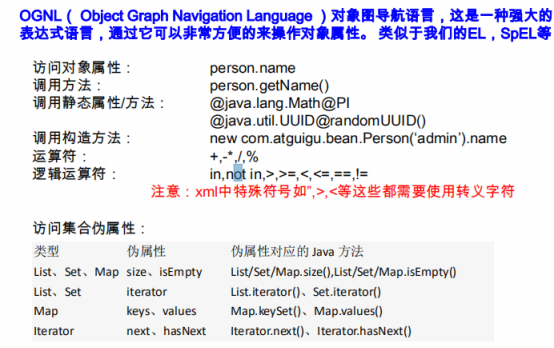 OGNL（ Object Graph Navigation Language ）对象图导航语言，这是一种强大的
表达式语言，通过它可以非常方便的来操作对象属性。 类似于我们的EL，SpEL等
访问对象属性： person.name
调用方法： person.getName()
调用静态属性/方法： @java.lang.Math@PI
@java.util.UUID@randomUUID()
调用构造方法： new com.atguigu.bean.Person(‘admin’).name
运算符： +,-*,/,%
逻辑运算符： in,not in,>,>=,<,<=,==,!=
注意：xml中特殊符号如”,>,<等这些都需要使用转义字符
访问集合伪属性：
类型 伪属性 伪属性对应的 Java 方法
List、Set、Map size、isEmpty List/Set/Map.size(),List/Set/Map.isEmpty()
List、Set iterator List.iterator()、Set.iterator()
Map keys、values Map.keySet()、Map.values()
Iterator next、hasNext Iterator.next()、Iterator.hasNext()